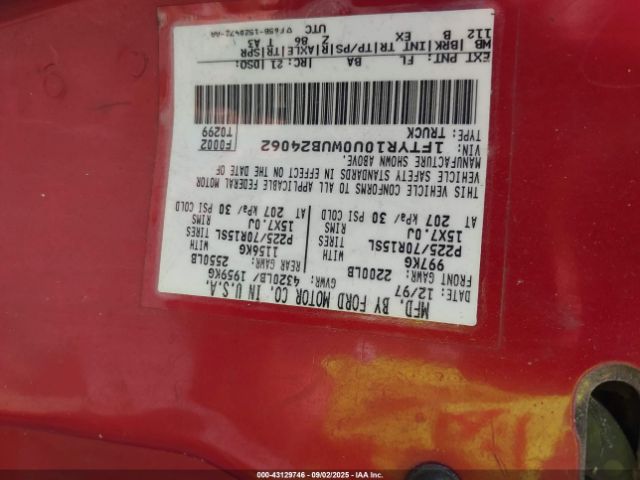 MFD. BY FORD MOTOR CO. IN U.S.A.
DATE: 12/97
GVWR: 4320LB/ 1959KG
FRONT GAWR: 2200LB
REAR GAWR: 2550LB
997KG
1156KG
WITH
P225/70R15SL TIRES
15X7.0J RIMS
AT 207 kPa/ 30 PSI COLD
WITH
P225/70R15SL TIRES
15X7.0J RIMS
AT 207 kPa/ 30 PSI COLD
THIS VEHICLE CONFORMS TO ALL APPLICABLE FEDERAL MOTOR
VEHICLE SAFETY STANDARDS IN EFFECT ON THE DATE OF
MANUFACTURE SHOWN ABOVE.
VIN: 1FTYR10U0WUB24062
TYPE: TRUCK
F0002
T0299
EXT PNT: FL BA RC: 21 DSO:
WB BRK INT TR TP/PS R AXLE TR SPR
112 B EX Z 86 T A3
UTC
IMAGE: 43129746 - 09/02/2025 - © IAA, Inc.